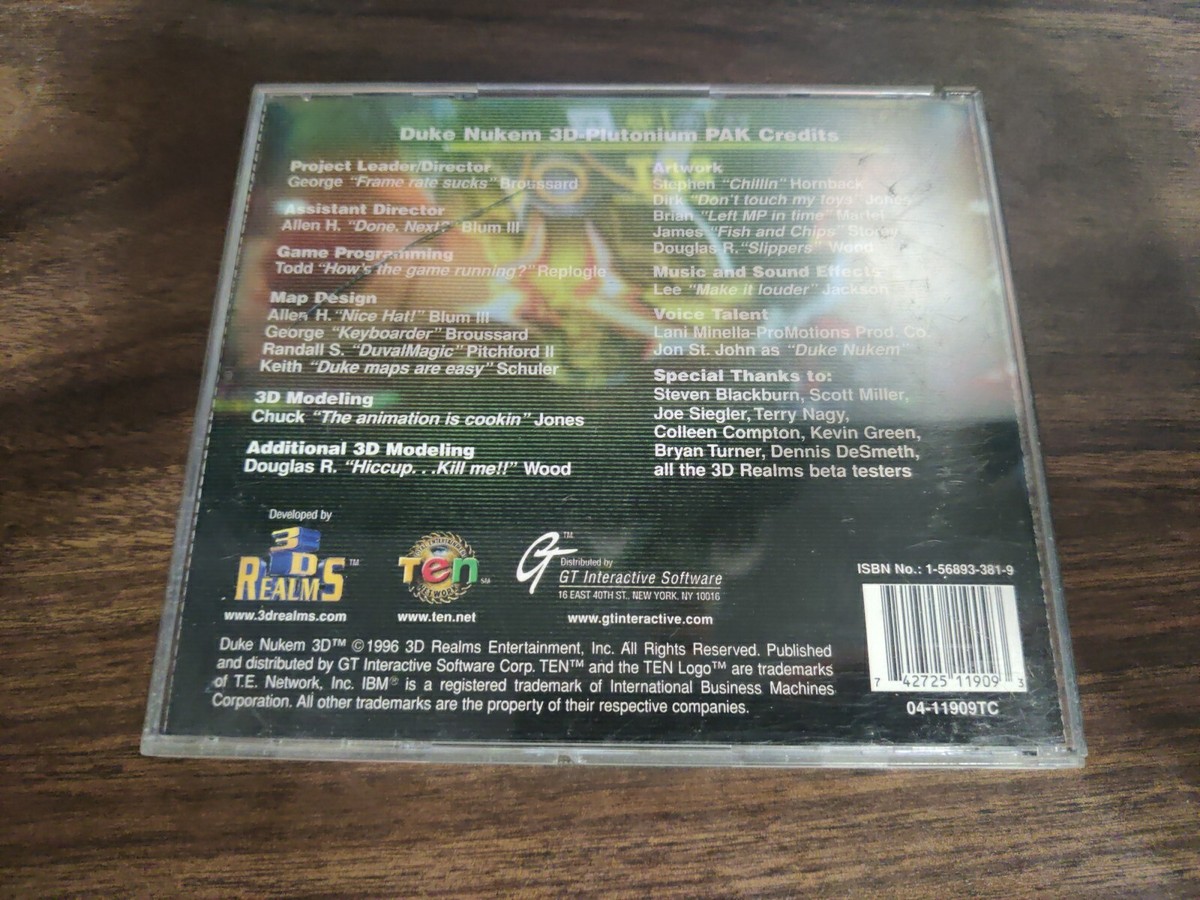 Duke Nukem 3D-Plutonium PAK Credits
Project Leader/Director
George "Frame rate sucks" Broussard
Assistant Director
Allen H. "Done. Next?" Blum III
Game Programming
Todd "How's the game running?" Replogle
Map Design
Allen H. "Nice Hat!" Blum III
George "Keyboarder" Broussard
Randall S. "DuvalMagic" Pitchford II
Keith "Duke maps are easy" Schuler
3D Modeling
Chuck "The animation is cookin" Jones
Additional 3D Modeling
Douglas R. "Hiccup. . .Kill me!!" Wood
Artwork
Stephen "Chillin" Hornback
Dirk "Don't touch my toys" Jones
Brian "Left MP in time" Martel
James "Fish and Chips" Storey
Douglas R. "Slippers" Wood
Music and Sound Effects
Lee "Make it louder" Jackson
Voice Talent
Lani Minella-ProMotions Prod. Co.
Jon St. John as "Duke Nukem"
Special Thanks to:
Steven Blackburn, Scott Miller,
Joe Siegler, Terry Nagy,
Colleen Compton, Kevin Green,
Bryan Turner, Dennis DeSmeth,
all the 3D Realms beta testers
Developed by
3D
REALMS™
www.3drealms.com
TEN℠
NETWORK
www.ten.net
GT™
Distributed by
GT Interactive Software
16 EAST 40TH ST., NEW YORK, NY 10016
www.gtinteractive.com
ISBN No.: 1-56893-381-9
7 42725 11909 3
04-11909TC
Duke Nukem 3D™ ©1996 3D Realms Entertainment, Inc. All Rights Reserved. Published
and distributed by GT Interactive Software Corp. TEN™ and the TEN Logo™ are trademarks
of T.E. Network, Inc. IBM® is a registered trademark of International Business Machines
Corporation. All other trademarks are the property of their respective companies.